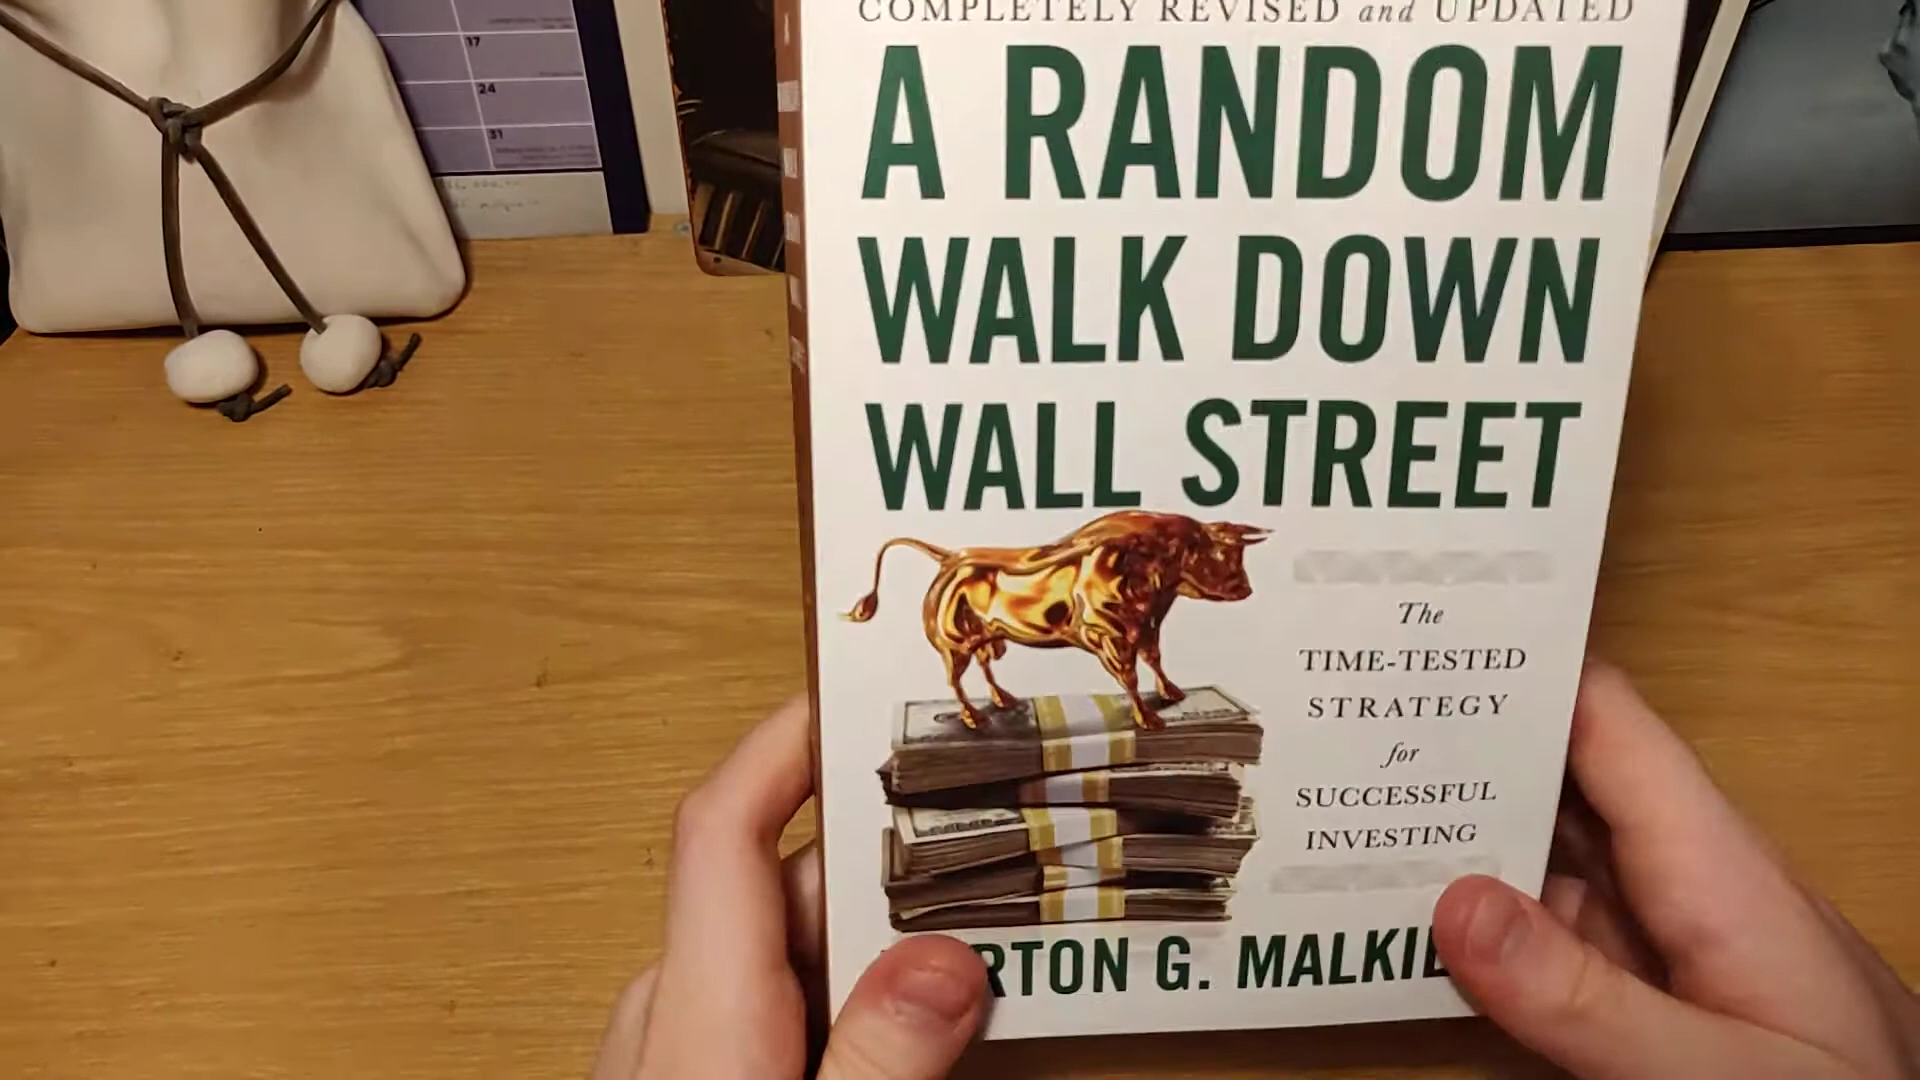 COMPLETELY REVISED and UPDATED
A RANDOM
WALK DOWN
WALL STREET
The
TIME-TESTED
STRATEGY
for
SUCCESSFUL
INVESTING
RTON G. MALKIE
17
24
31